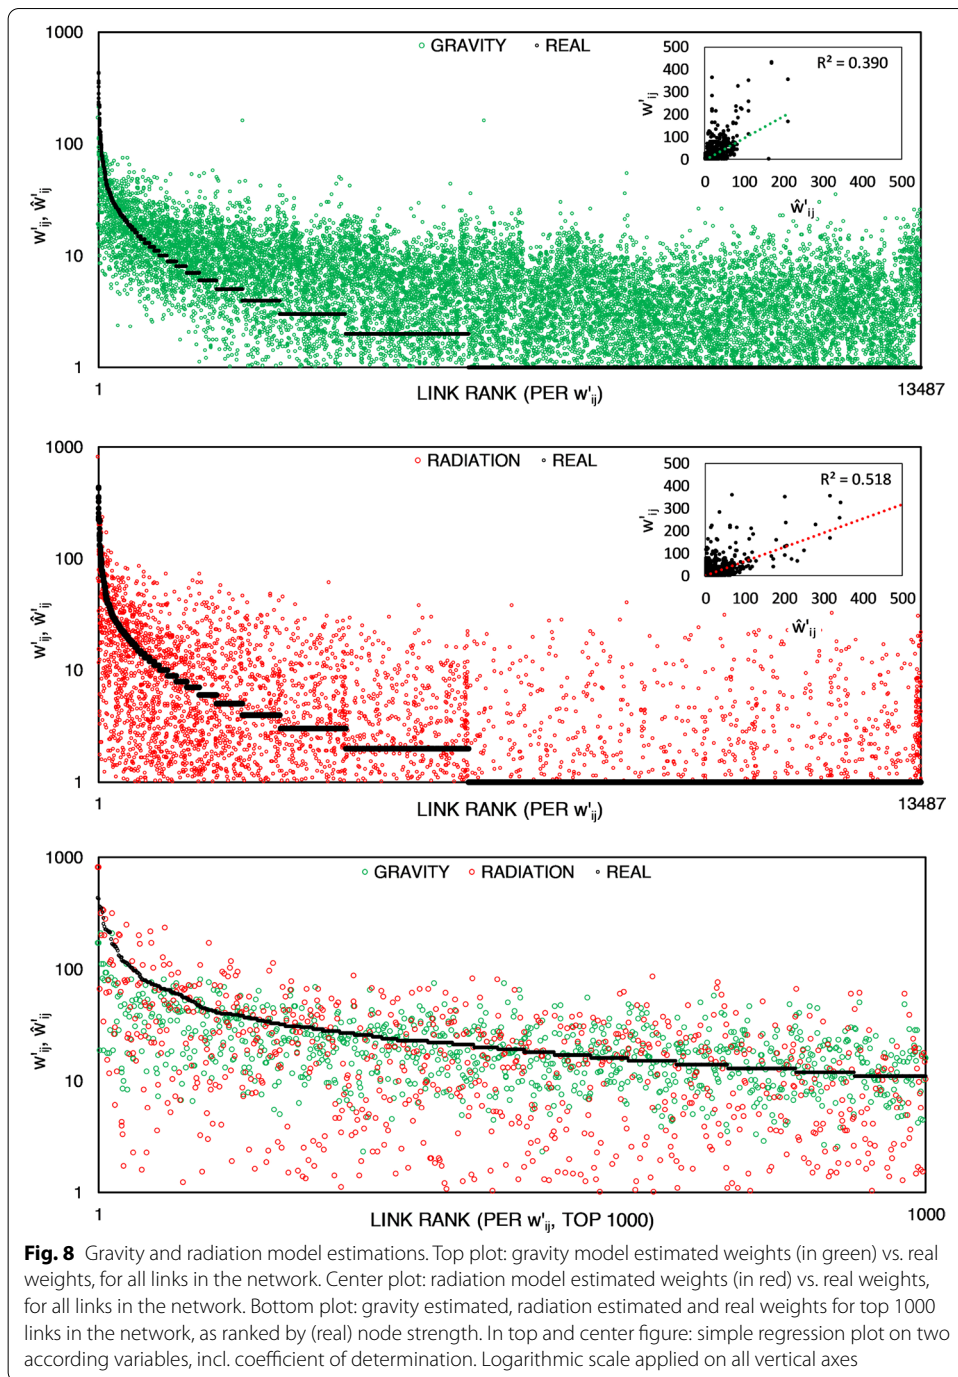 1000
GRAVITY REAL
w'ij, ŵ'ij
100
10
1
500
400
300
200
100
0
R² = 0.390
w'ij
0 100 200 300 400 500
ŵ'ij
1 LINK RANK (PER w'ij) 13487
1000
RADIATION REAL
w'ij, ŵ'ij
100
10
1
500
400
300
200
100
0
R² = 0.518
w'ij
0 100 200 300 400 500
ŵ'ij
1 LINK RANK (PER w'ij) 13487
1000
GRAVITY RADIATION REAL
w'ij, ŵ'ij
100
10
1
1 LINK RANK (PER w'ij, TOP 1000) 1000
Fig. 8 Gravity and radiation model estimations. Top plot: gravity model estimated weights (in green) vs. real
weights, for all links in the network. Center plot: radiation model estimated weights (in red) vs. real weights,
for all links in the network. Bottom plot: gravity estimated, radiation estimated and real weights for top 1000
links in the network, as ranked by (real) node strength. In top and center figure: simple regression plot on two
according variables, incl. coefficient of determination. Logarithmic scale applied on all vertical axes